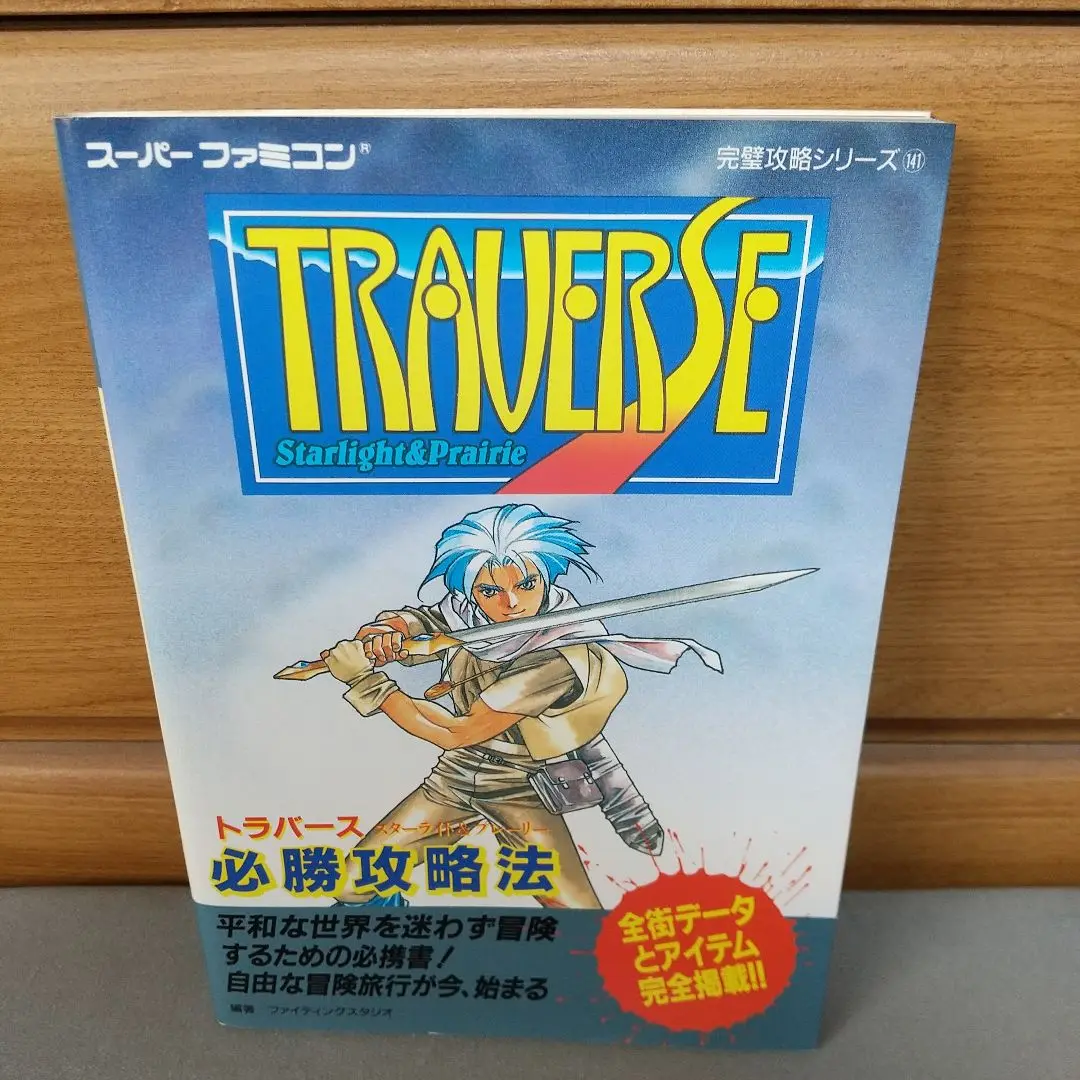 スーパーファミコン®
完璧攻略シリーズ141
TRAVERSE
Starlight&Prairie
トラバース スターライト&プレーリー
必勝攻略法
平和な世界を迷わず冒険
するための必携書!
自由な冒険旅行が今、始まる
編著 ファイティングスタジオ
全街データ
とアイテム
完全掲載!!